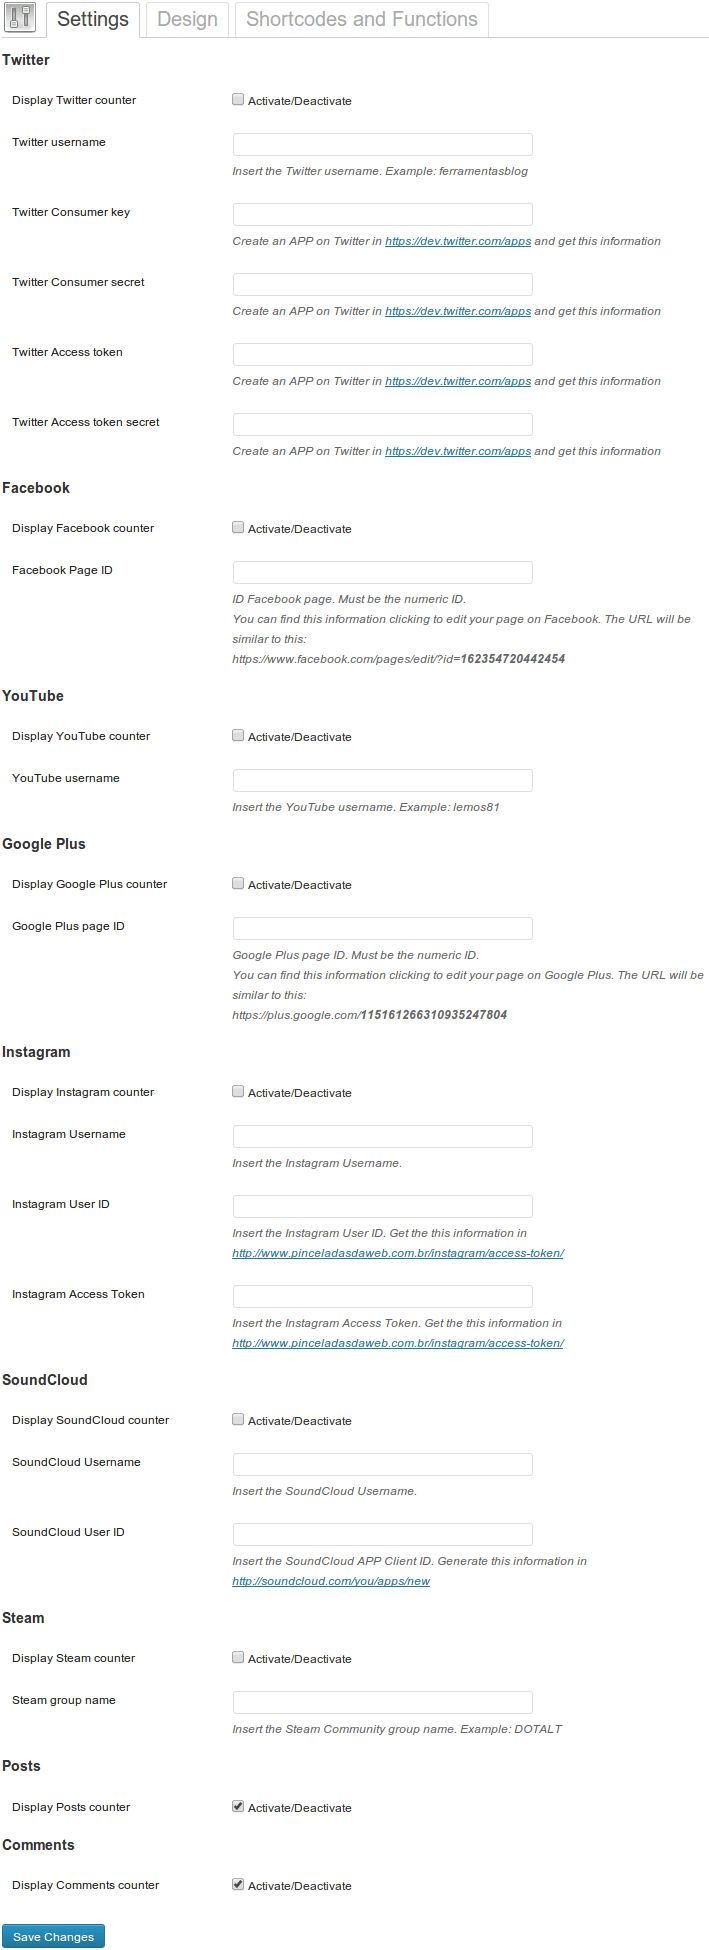 Settings Design Shortcodes and Functions
Twitter
Display Twitter counter Activate/Deactivate
Twitter username
Insert the Twitter username. Example: ferramentasblog
Twitter Consumer key
Create an APP on Twitter in https://dev.twitter.com/apps and get this information
Twitter Consumer secret
Create an APP on Twitter in https://dev.twitter.com/apps and get this information
Twitter Access token
Create an APP on Twitter in https://dev.twitter.com/apps and get this information
Twitter Access token secret
Create an APP on Twitter in https://dev.twitter.com/apps and get this information
Facebook
Display Facebook counter Activate/Deactivate
Facebook Page ID
ID Facebook page. Must be the numeric ID.
You can find this information clicking to edit your page on Facebook. The URL will be
similar to this:
https://www.facebook.com/pages/edit/?id=162354720442454
YouTube
Display YouTube counter Activate/Deactivate
YouTube username
Insert the YouTube username. Example: lemos81
Google Plus
Display Google Plus counter Activate/Deactivate
Google Plus page ID
Google Plus page ID. Must be the numeric ID.
You can find this information clicking to edit your page on Google Plus. The URL will be
similar to this:
https://plus.google.com/115161266310935247804
Instagram
Display Instagram counter Activate/Deactivate
Instagram Username
Insert the Instagram Username.
Instagram User ID
Insert the Instagram User ID. Get the this information in
http://www.pinceladasdaweb.com.br/instagram/access-token/
Instagram Access Token
Insert the Instagram Access Token. Get the this information in
http://www.pinceladasdaweb.com.br/instagram/access-token/
SoundCloud
Display SoundCloud counter Activate/Deactivate
SoundCloud Username
Insert the SoundCloud Username.
SoundCloud User ID
Insert the SoundCloud APP Client ID. Generate this information in
http://soundcloud.com/you/apps/new
Steam
Display Steam counter Activate/Deactivate
Steam group name
Insert the Steam Community group name. Example: DOTALT
Posts
Display Posts counter Activate/Deactivate
Comments
Display Comments counter Activate/Deactivate
Save Changes